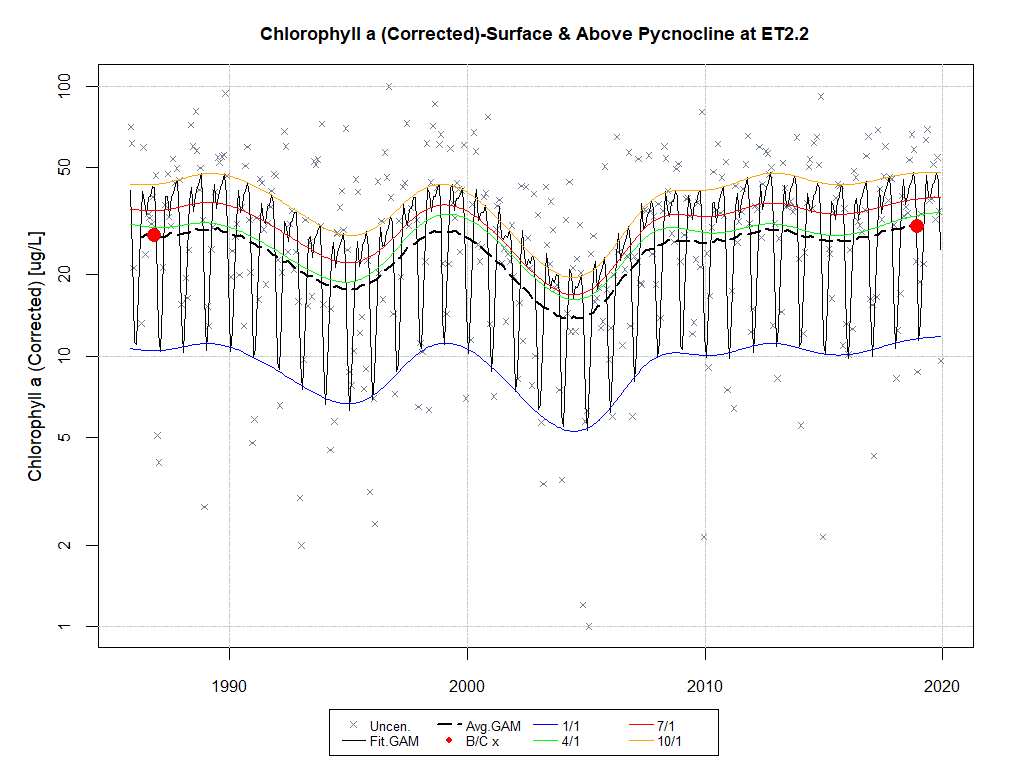 Chlorophyll a (Corrected)-Surface & Above Pycnocline at ET2.2
Chlorophyll a (Corrected) [ug/L]
100
50
20
10
5
2
1
1990 2000 2010 2020
Uncen. Avg.GAM 1/1 7/1
Fit.GAM B/C x 4/1 10/1